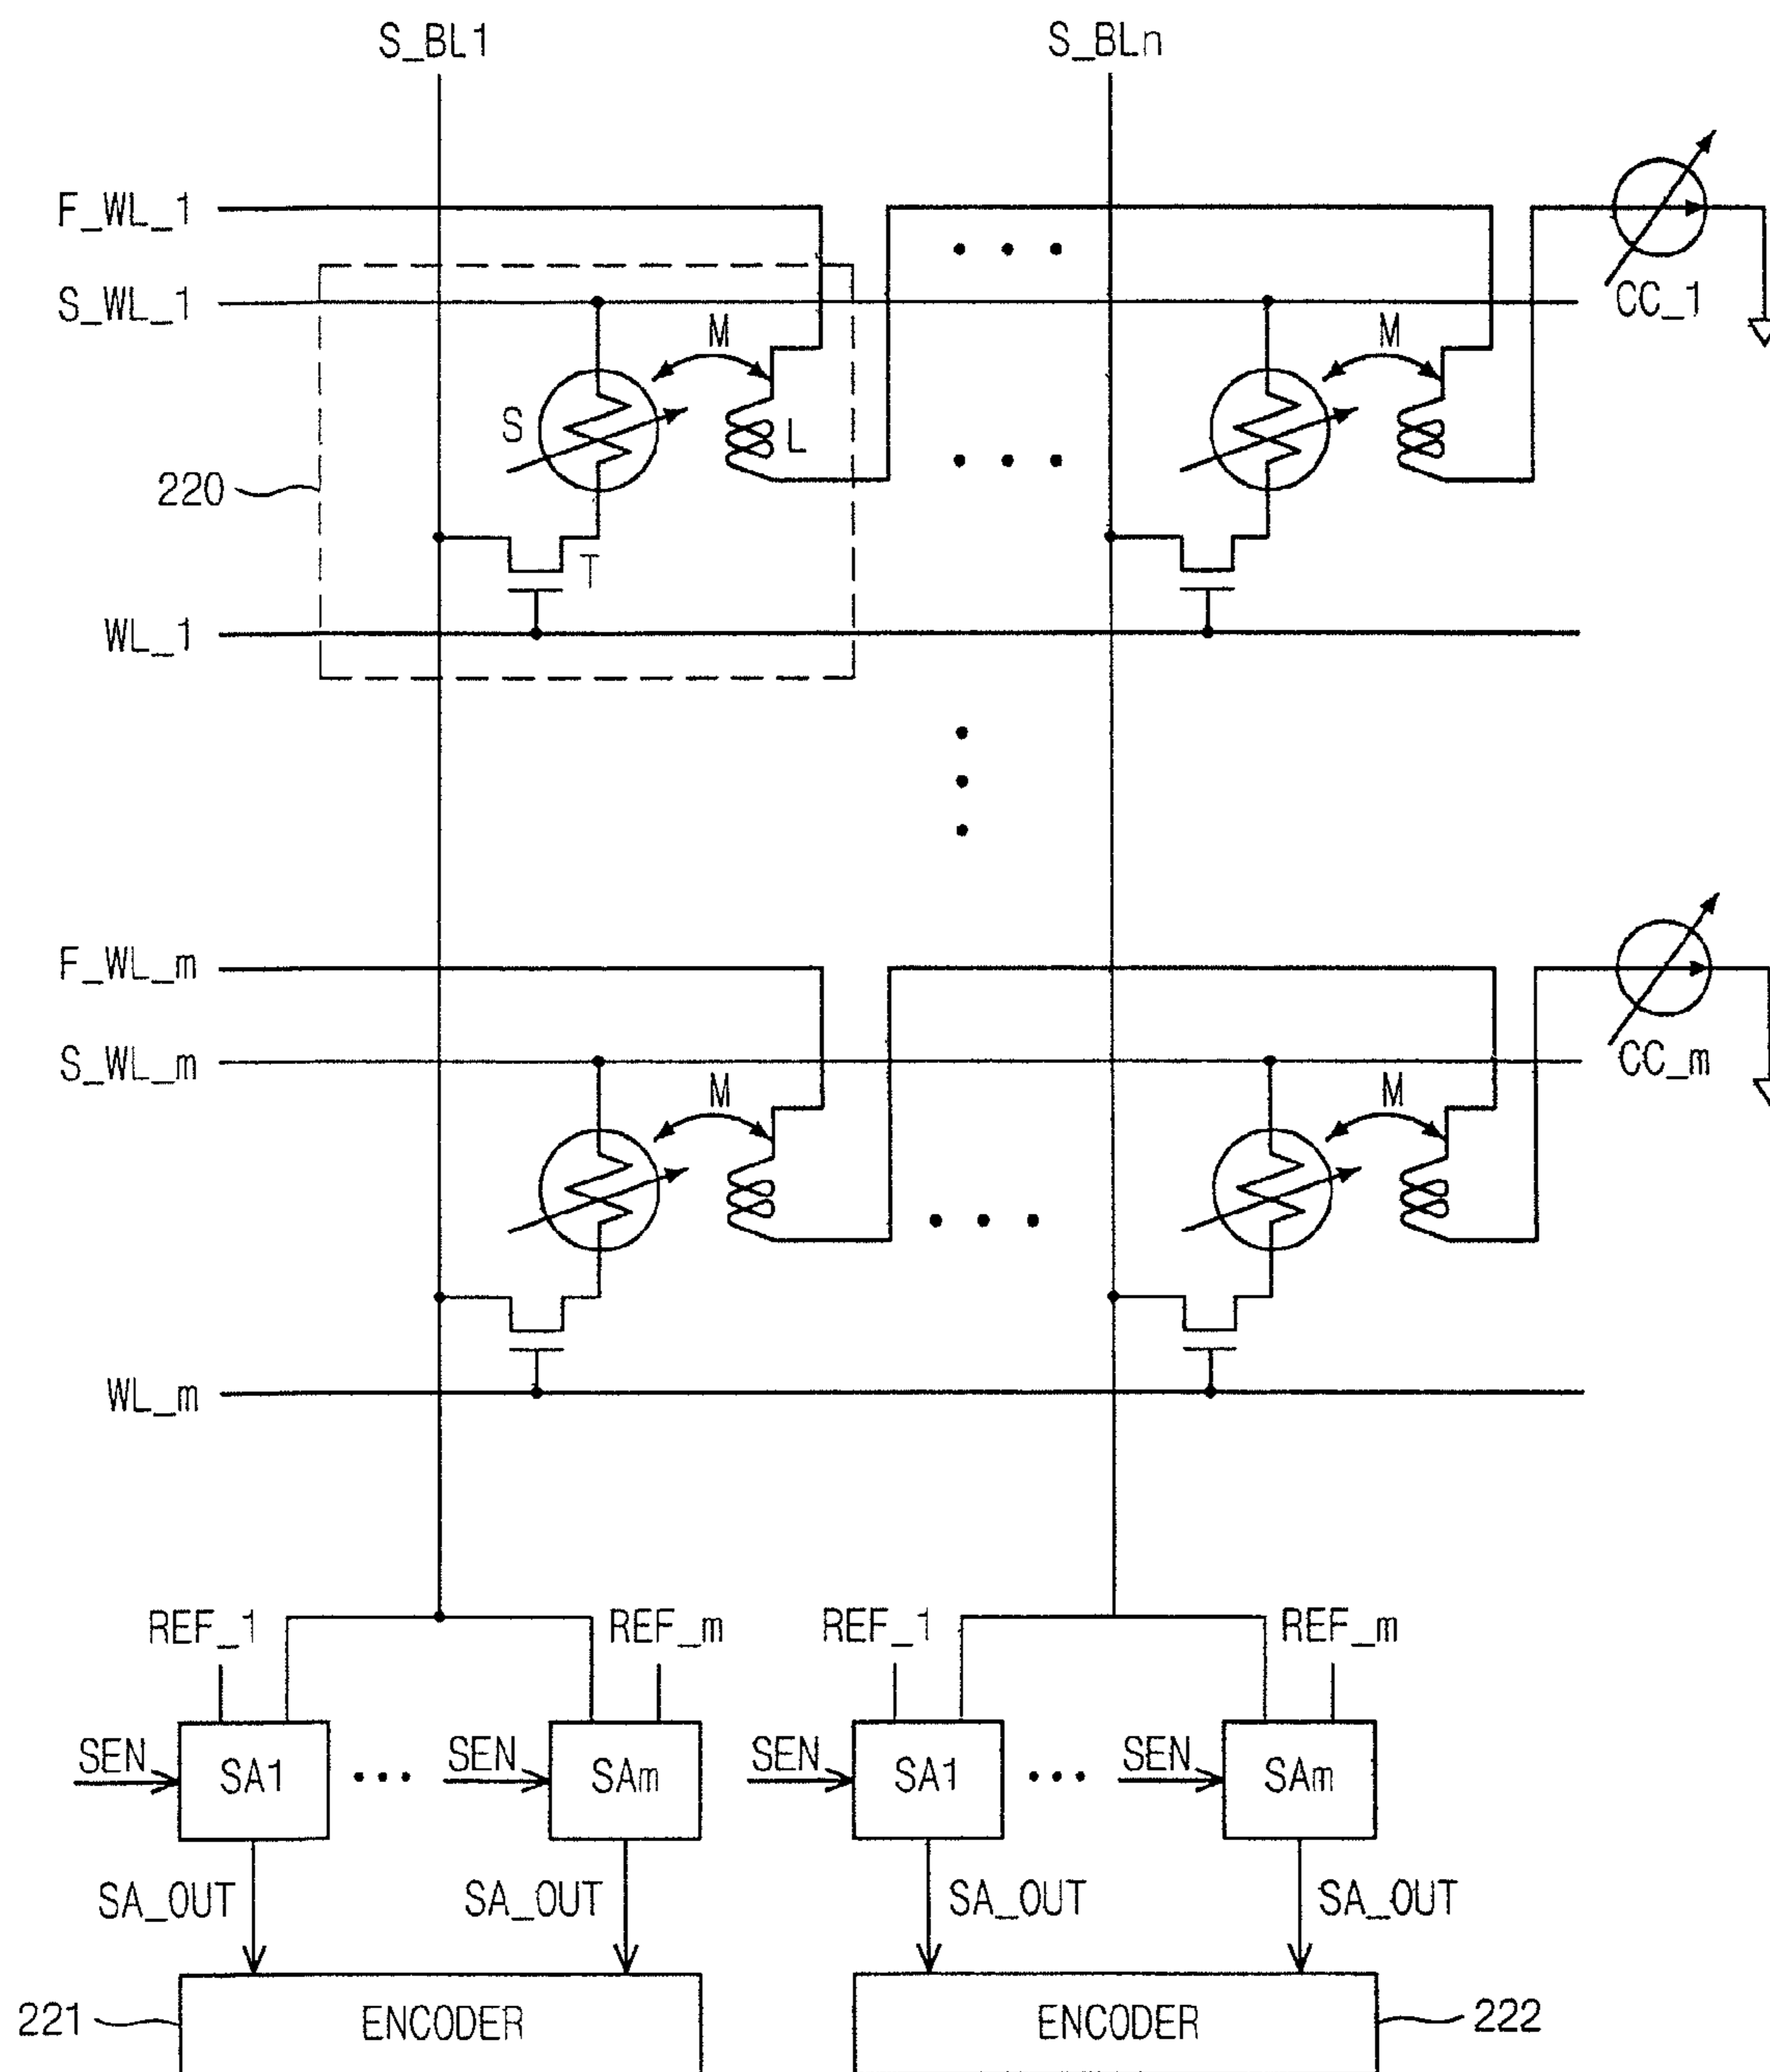 S_BL1 S_BLn
F_WL_1
S_WL_1 CC_1
M M
S L
220
T
WL_1
F_WL_m
S_WL_m CC_m
M M
WL_m
REF_1 REF_m REF_1 REF_m
SEN SA1 SEN SAm SEN SA1 SEN SAm
SA_OUT SA_OUT SA_OUT SA_OUT
221 ENCODER ENCODER 222